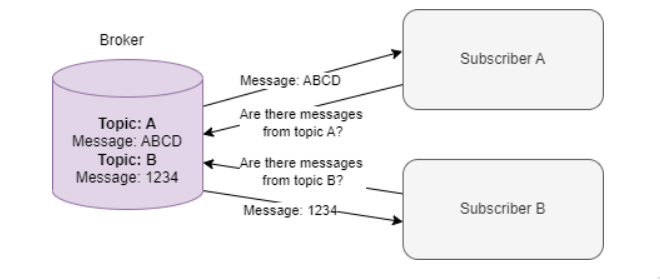 Broker
Topic: A
Message: ABCD
Topic: B
Message: 1234
Message: ABCD
Are there messages
from topic A?
Are there messages
from topic B?
Message: 1234
Subscriber A
Subscriber B